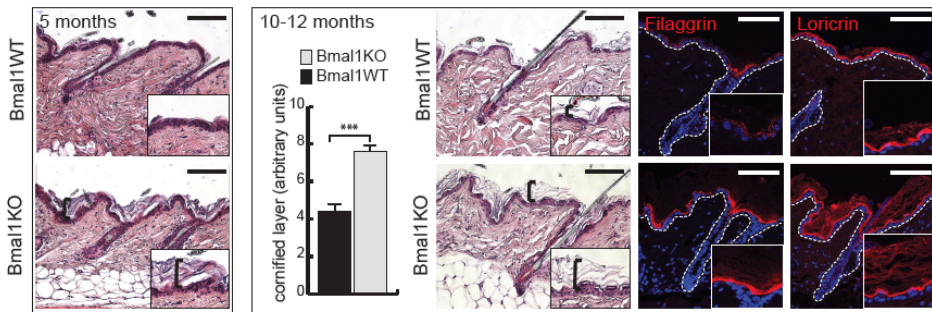 5 months
Bmal1WT
Bmal1KO
10-12 months
Bmal1KO
Bmal1WT
cornified layer (arbitrary units)
10
8
6
4
2
0
***
Bmal1WT
Bmal1KO
Filaggrin
Loricrin